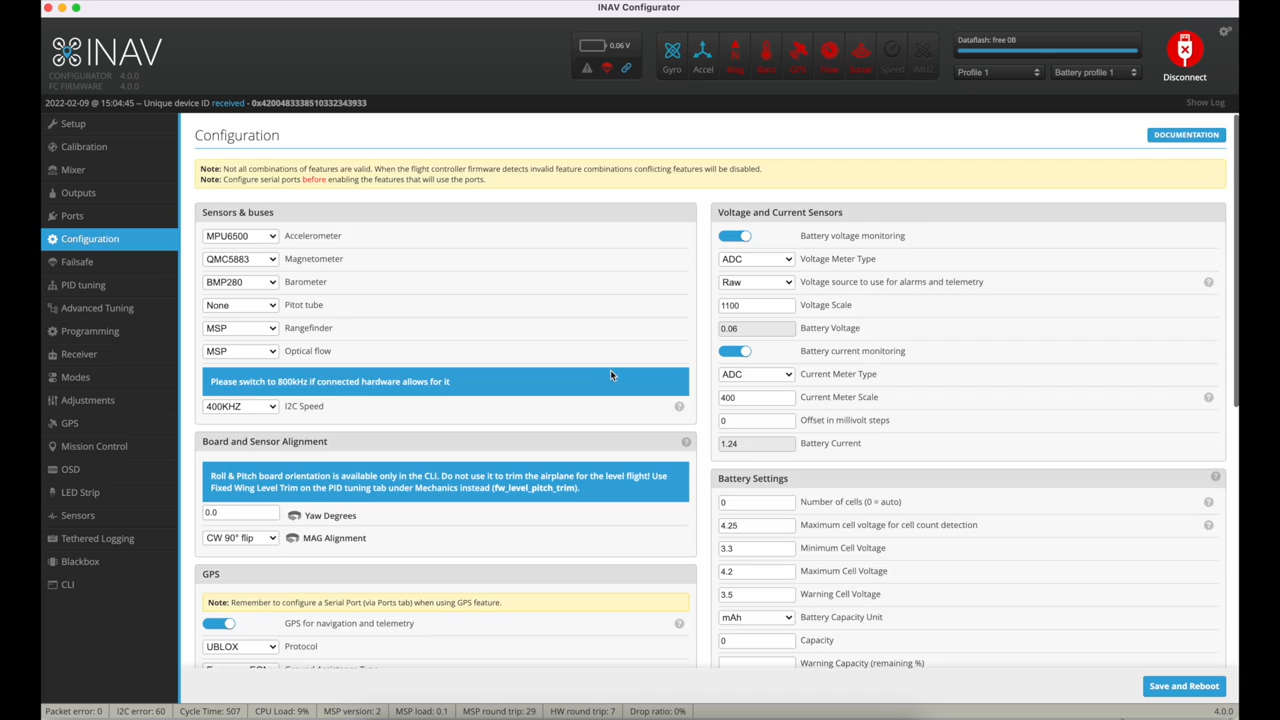 INAV Configurator
INAV
CONFIGURATOR 4.0.0
FC FIRMWARE 4.0.0
0.06 V
Gyro
Accel
GPS
Speed
IMU2
Dataflash: free 0B
Profile 1
Battery profile 1
Disconnect
2022-02-09 @ 15:04:45 -- Unique device ID received - 0x4200483338510332343933
Show Log
Setup
Calibration
Mixer
Outputs
Ports
Configuration
Failsafe
PID tuning
Advanced Tuning
Programming
Receiver
Modes
Adjustments
GPS
Mission Control
OSD
LED Strip
Sensors
Tethered Logging
Blackbox
CLI
Configuration
DOCUMENTATION
Note: Not all combinations of features are valid. When the flight controller firmware detects invalid feature combinations conflicting features will be disabled.
Note: Configure serial ports before enabling the features that will use the ports.
Sensors & buses
MPU6500 Accelerometer
QMC5883 Magnetometer
BMP280 Barometer
None Pitot tube
MSP Rangefinder
MSP Optical flow
Please switch to 800kHz if connected hardware allows for it
400KHZ I2C Speed
Board and Sensor Alignment
Roll & Pitch board orientation is available only in the CLI. Do not use it to trim the airplane for the level flight! Use
Fixed Wing Level Trim on the PID tuning tab under Mechanics instead (fw_level_pitch_trim).
0.0 Yaw Degrees
CW 90° flip MAG Alignment
GPS
Note: Remember to configure a Serial Port (via Ports tab) when using GPS feature.
GPS for navigation and telemetry
UBLOX Protocol
Voltage and Current Sensors
Battery voltage monitoring
ADC Voltage Meter Type
Raw Voltage source to use for alarms and telemetry
1100 Voltage Scale
0.06 Battery Voltage
Battery current monitoring
ADC Current Meter Type
400 Current Meter Scale
0 Offset in millivolt steps
1.24 Battery Current
Battery Settings
0 Number of cells (0 = auto)
4.25 Maximum cell voltage for cell count detection
3.3 Minimum Cell Voltage
4.2 Maximum Cell Voltage
3.5 Warning Cell Voltage
mAh Battery Capacity Unit
0 Capacity
Warning Capacity (remaining %)
Save and Reboot
Packet error: 0
I2C error: 60
Cycle Time: 507
CPU Load: 9%
MSP version: 2
MSP load: 0.1
MSP round trip: 29
HW round trip: 7
Drop ratio: 0%
4.0.0